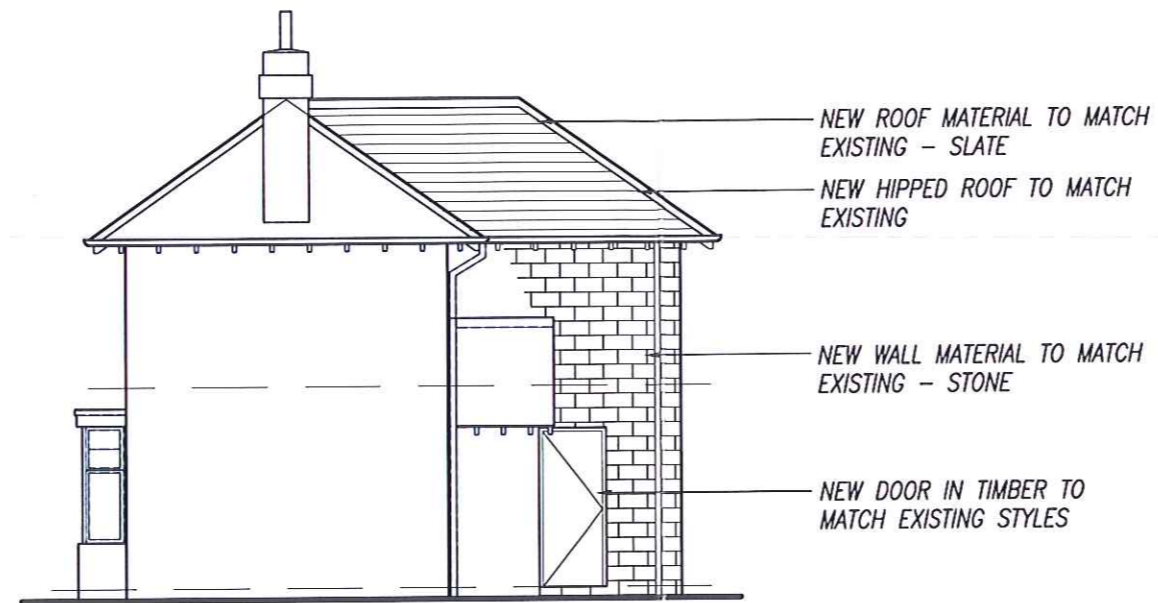 NEW ROOF MATERIAL TO MATCH
EXISTING – SLATE
NEW HIPPED ROOF TO MATCH
EXISTING
NEW WALL MATERIAL TO MATCH
EXISTING – STONE
NEW DOOR IN TIMBER TO
MATCH EXISTING STYLES